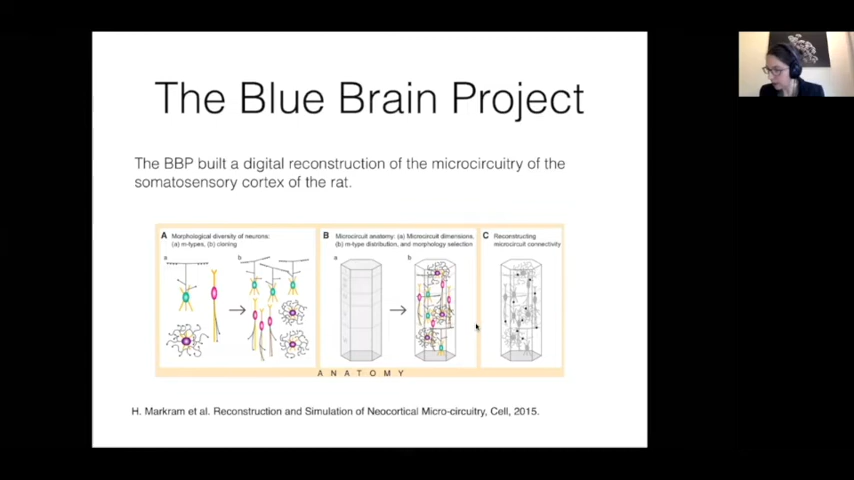 The Blue Brain Project
The BBP built a digital reconstruction of the microcircuitry of the
somatosensory cortex of the rat.
A Morphological diversity of neurons:
(a) m-types, (b) cloning
a
b
B Microcircuit anatomy: (a) Microcircuit dimensions.
(b) m-type distribution, and morphology selection
a
b
C Reconstructing
microcircuit connectivity
A N A T O M Y
H. Markram et al. Reconstruction and Simulation of Neocortical Micro-circuitry, Cell, 2015.